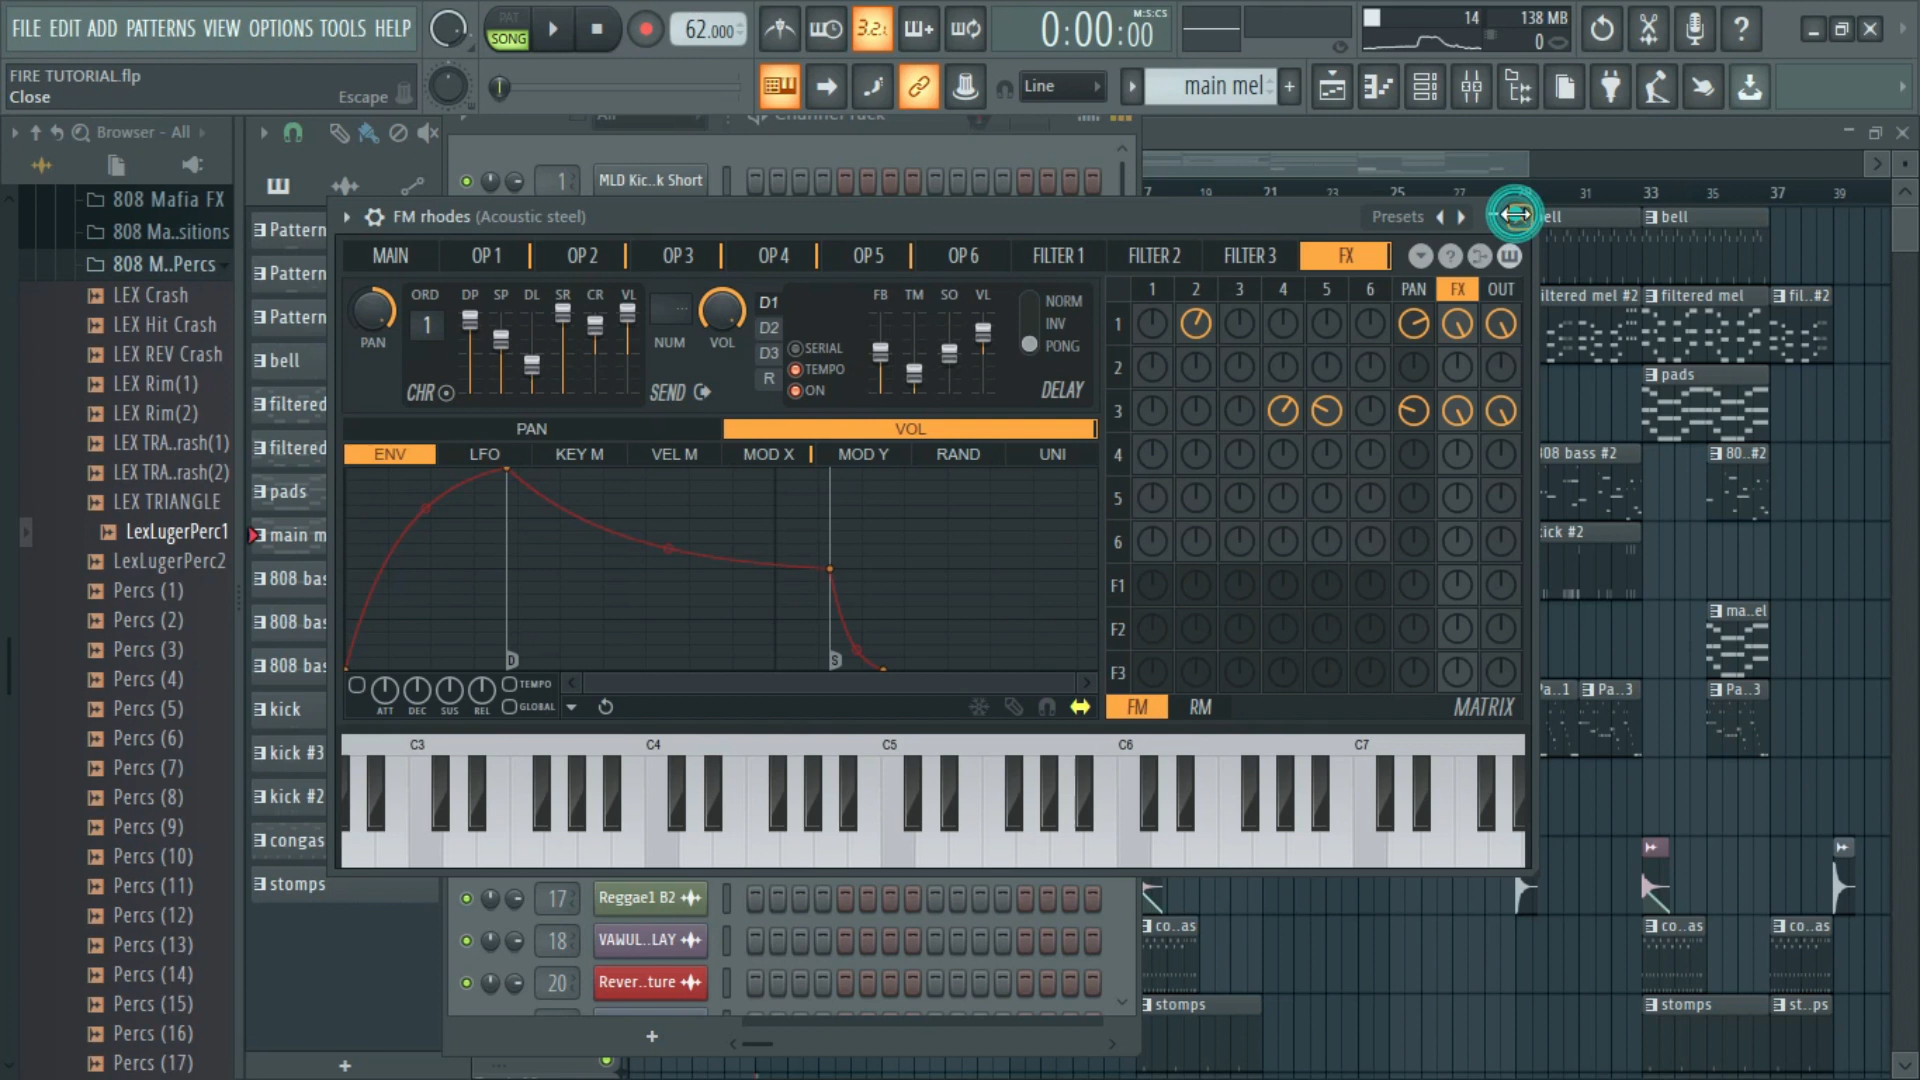 FILE EDIT ADD PATTERNS VIEW OPTIONS TOOLS HELP
PAT
SONG
62.000
3.2.
0:00:00
M:S:CS
14
138 MB
0
FIRE TUTORIAL.flp
Close
Escape
Line
main mel
Browser - All
Channel rack
808 Mafia FX
808 Ma..sitions
808 M..Percs
LEX Crash
LEX Hit Crash
LEX REV Crash
LEX Rim(1)
LEX Rim(2)
LEX TRA..rash(1)
LEX TRA..rash(2)
LEX TRIANGLE
LexLugerPerc1
LexLugerPerc2
Percs (1)
Percs (2)
Percs (3)
Percs (4)
Percs (5)
Percs (6)
Percs (7)
Percs (8)
Percs (9)
Percs (10)
Percs (11)
Percs (12)
Percs (13)
Percs (14)
Percs (15)
Percs (16)
Percs (17)
Pattern
Pattern
Pattern
bell
filtered
filtered
pads
main m
808 bas
808 bas
808 bas
kick
kick #3
kick #2
congas
stomps
1
MLD Kic..k Short
FM rhodes (Acoustic steel)
Presets
MAIN OP 1 OP 2 OP 3 OP 4 OP 5 OP 6 FILTER 1 FILTER 2 FILTER 3 FX
PAN
ORD
1
DP SP DL SR CR VL
CHR
NUM
VOL
SEND
D1
D2
D3
R
SERIAL
TEMPO
ON
FB TM SO VL
NORM
INV
PONG
DELAY
PAN VOL
ENV LFO KEY M VEL M MOD X MOD Y RAND UNI
D
S
ATT DEC SUS REL
TEMPO
GLOBAL
1 2 3 4 5 6 PAN FX OUT
1
2
3
4
5
6
F1
F2
F3
FM RM MATRIX
C3 C4 C5 C6 C7
17
Reggae1 B2
18
VAWUL..LAY
20
Rever..ture
7 19 21 23 25 27 31 33 35 37 39
ell
bell
iltered mel #2
filtered mel
fil..#2
pads
808 bass #2
80..#2
kick #2
ma..el
Pa..1
Pa..3
Pa..3
co..as
co..as
co..as
stomps
stomps
st..ps